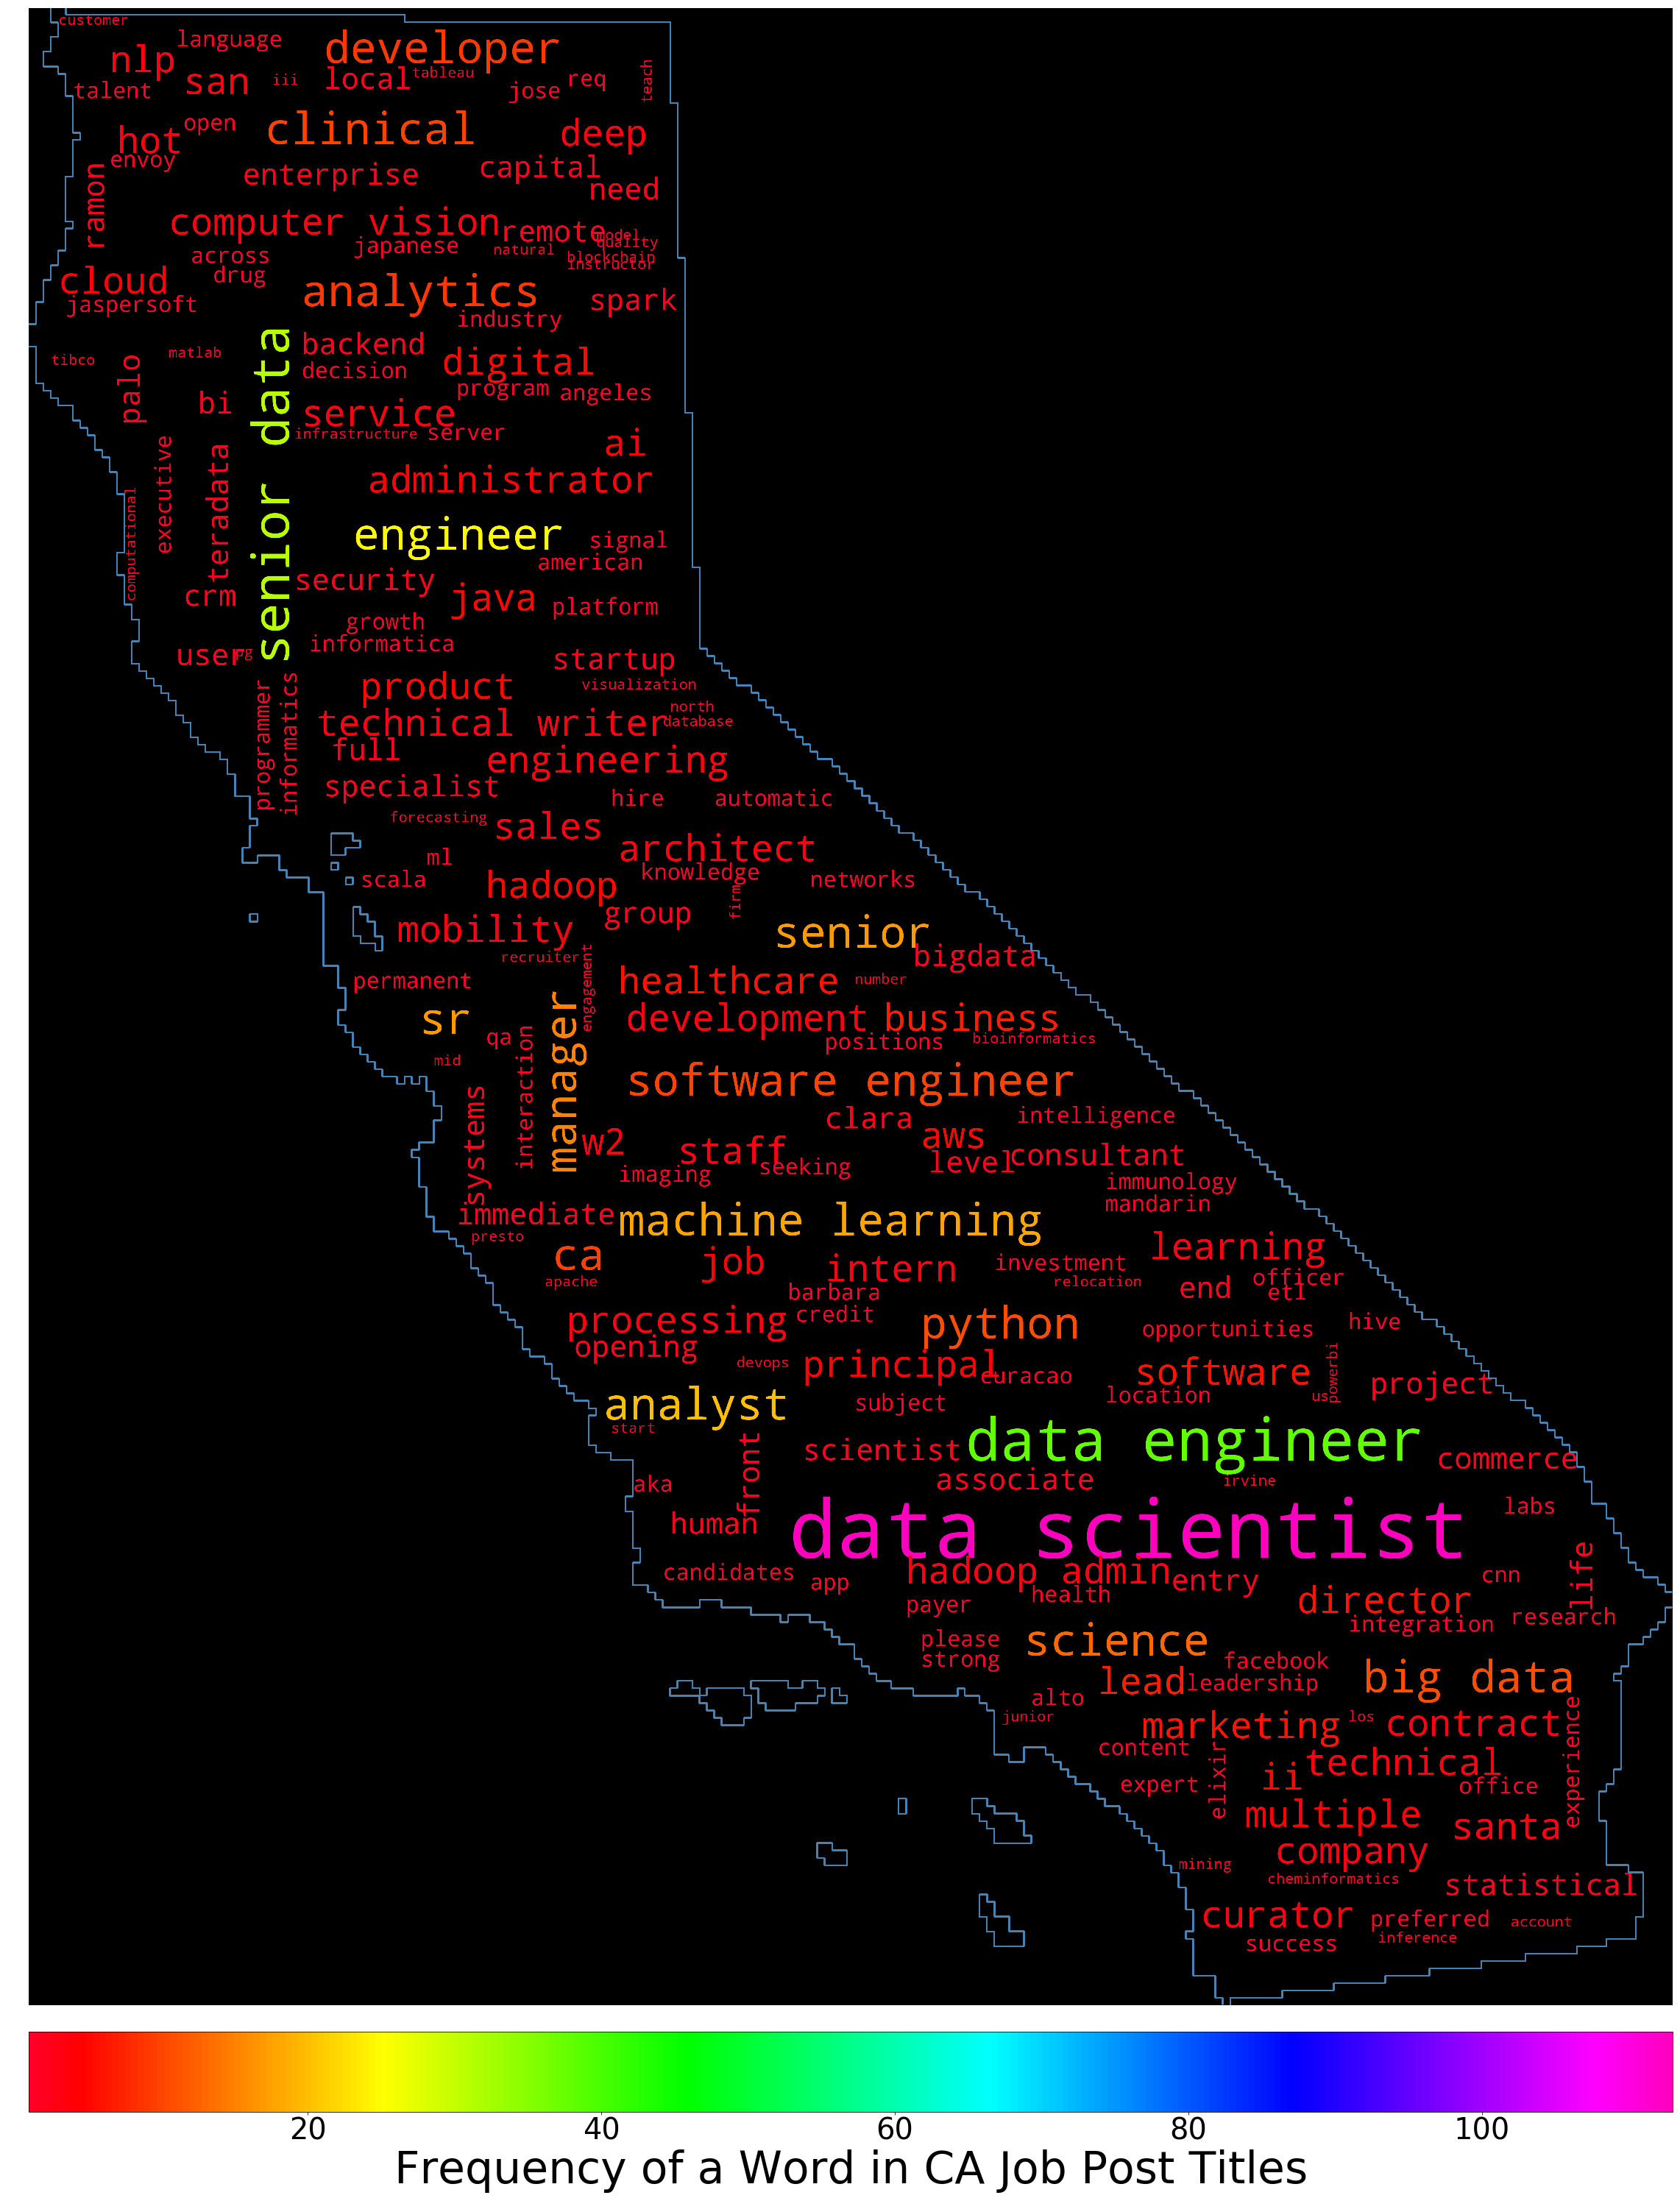 customer
language
developer
nlp
san
iii
local
tableau
jose
req
teach
talent
open
clinical
deep
hot
envoy
ramon
enterprise
capital
need
computer vision
remote
model
quality
japanese
natural
blockchain
instructor
across
drug
cloud
jaspersoft
analytics
spark
industry
senior data
backend
digital
tibco
matlab
palo
decision
program
angeles
bi
service
infrastructure
server
ai
executive
teradata
administrator
computational
engineer
signal
american
security
crm
java
platform
growth
informatica
user
startup
visualization
programmer
informatics
product
north
technical writer
database
full
engineering
specialist
hire
automatic
forecasting
sales
architect
ml
scala
knowledge
networks
hadoop
firm
group
mobility
senior
recruiter
bigdata
engagement
permanent
healthcare
number
sr
manager
development
business
qa
positions
bioinformatics
mid
interaction
software engineer
systems
clara
intelligence
w2
staff
aws
level
consultant
imaging
seeking
immunology
mandarin
immediate
machine learning
presto
ca
job
learning
intern
investment
apache
relocation
officer
barbara
end
etl
processing
credit
python
opportunities
hive
opening
devops
principal
curacao
software
powerbi
project
analyst
subject
location
us
start
front
scientist
data engineer
commerce
aka
associate
irvine
data scientist
labs
human
candidates
app
hadoop admin
entry
cnn
life
health
payer
director
integration
research
please
science
strong
facebook
lead
leadership
big data
alto
junior
marketing
los
contract
experience
content
elixir
technical
expert
ii
office
multiple
santa
company
mining
cheminformatics
statistical
curator
preferred
account
success
inference
20 40 60 80 100
Frequency of a Word in CA Job Post Titles